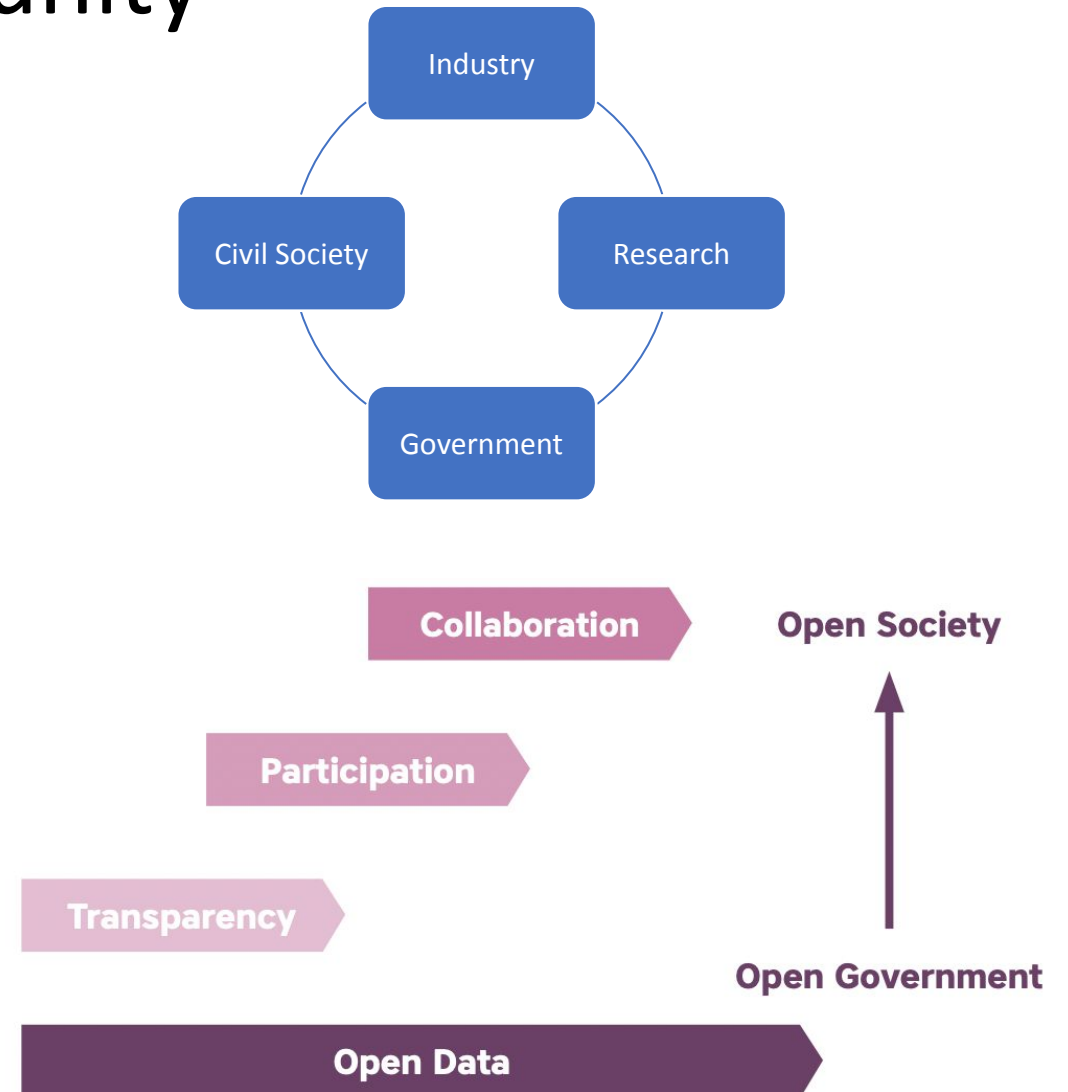 Industry
Civil Society
Research
Government
Collaboration
Open Society
Participation
Transparency
Open Government
Open Data